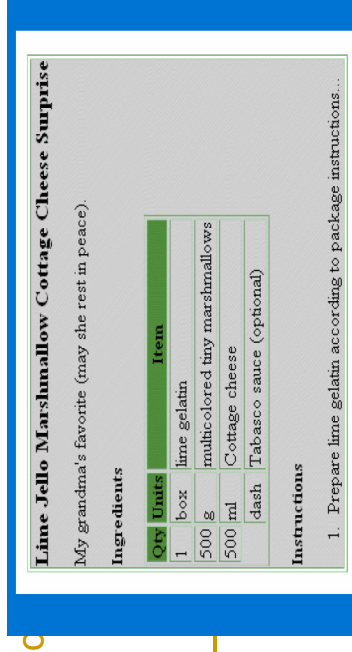 Lime Jello Marshmallow Cottage Cheese Surprise
My grandma's favorite (may she rest in peace).
Ingredients
Qty Units Item
1 box lime gelatin
500 g multicolored tiny marshmallows
500 ml Cottage cheese
dash Tabasco sauce (optional)
Instructions
1. Prepare lime gelatin according to package instructions...